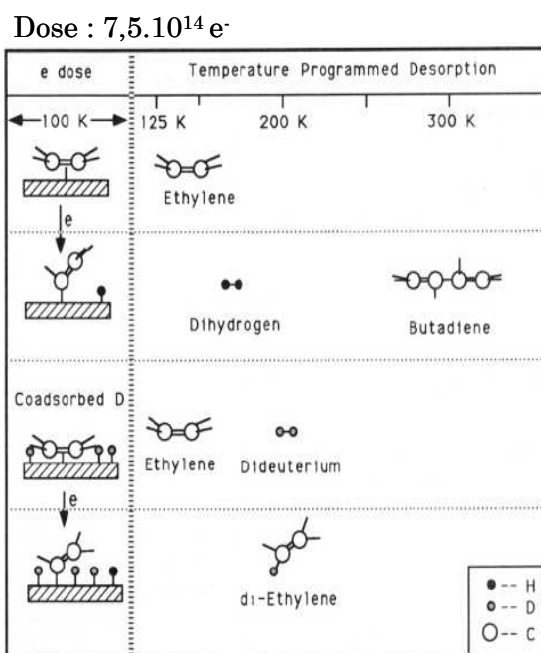 Dose : 7,5.10¹⁴ e⁻
e dose
Temperature Programmed Desorption
100 K
125 K
200 K
300 K
Ethylene
e
Dihydrogen
Butadiene
Coadsorbed D
Ethylene
Dideuterium
e
d1-Ethylene
-- H
-- D
-- C